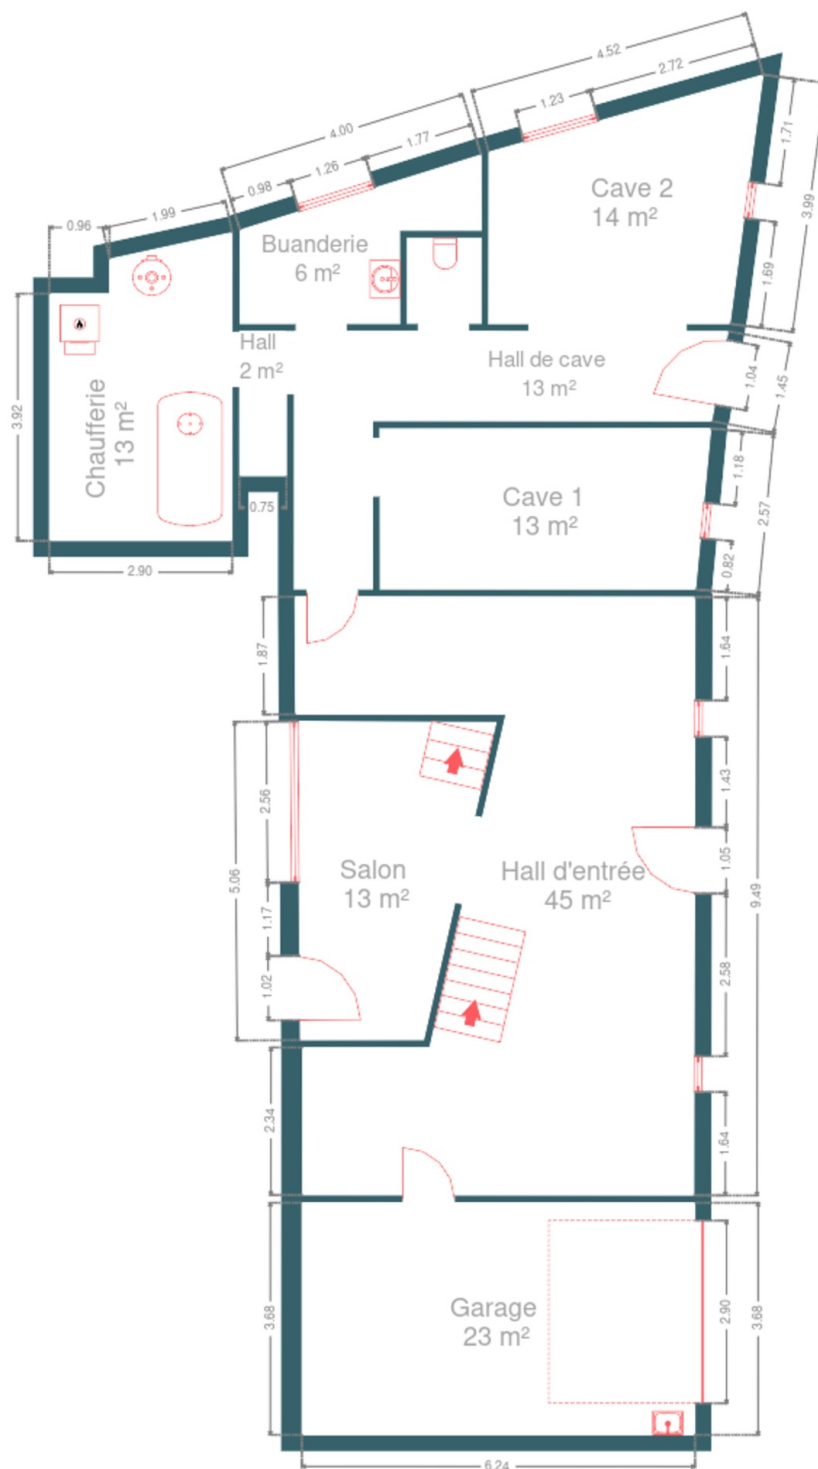 4.52
2.72
1.23
1.71
3.99
1.69
4.00
1.77
1.26
0.98
1.99
0.96
Cave 2
14 m²
Buanderie
6 m²
Hall
2 m²
Hall de cave
13 m²
1.04
1.45
Chaufferie
13 m²
3.92
2.90
0.75
Cave 1
13 m²
1.18
2.57
0.82
1.87
1.64
1.43
2.56
5.06
Salon
13 m²
Hall d'entrée
45 m²
1.05
9.49
1.17
1.02
2.58
2.34
1.64
Garage
23 m²
3.68
2.90
3.68
6.24